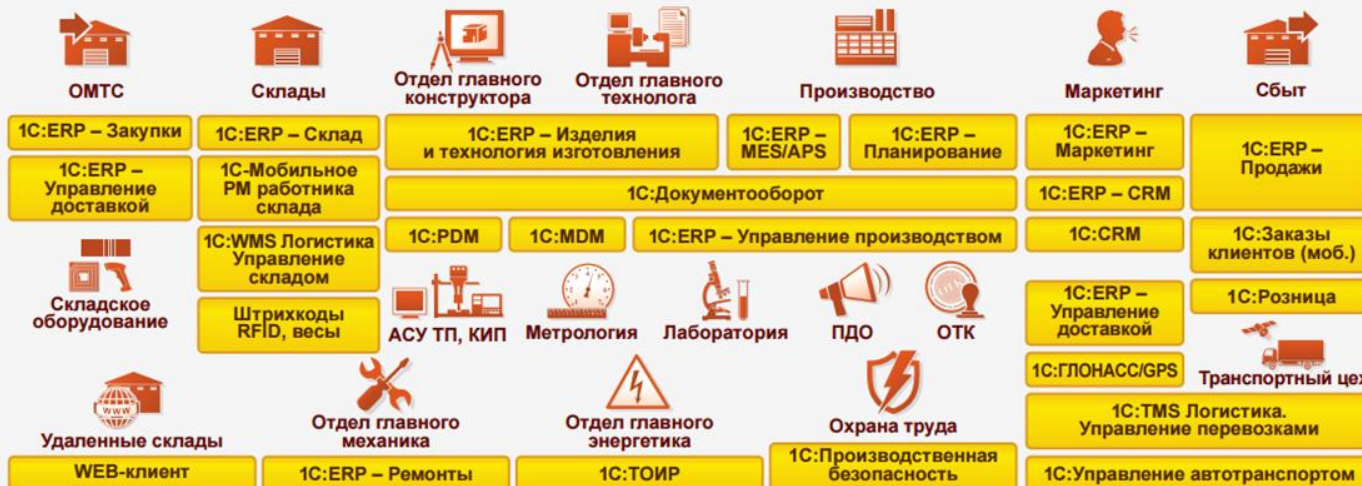 ОМТС
Склады
Отдел главного
конструктора
Отдел главного
технолога
Производство
Маркетинг
Сбыт
1С:ERP – Закупки
1С:ERP – Склад
1С:ERP – Изделия
и технология изготовления
1С:ERP –
MES/APS
1С:ERP –
Планирование
1С:ERP –
Маркетинг
1С:ERP –
Продажи
1С:ERP –
Управление
доставкой
1С-Мобильное
РМ работника
склада
1С:Документооборот
1С:ERP – CRM
1С:WMS Логистика
Управление
складом
1С:PDM
1С:MDM
1С:ERP – Управление производством
1С:CRM
1С:Заказы
клиентов (моб.)
Складское
оборудование
Штрихкоды
RFID, весы
АСУ ТП, КИП
Метрология
Лаборатория
ПДО
ОТК
1С:ERP –
Управление
доставкой
1С:Розница
1С:ГЛОНАСС/GPS
Транспортный цех
WWW
Удаленные склады
Отдел главного
механика
Отдел главного
энергетика
Охрана труда
1С:TMS Логистика.
Управление перевозками
WEB-клиент
1С:ERP – Ремонты
1С:ТОИР
1С:Производственная
безопасность
1С:Управление автотранспортом